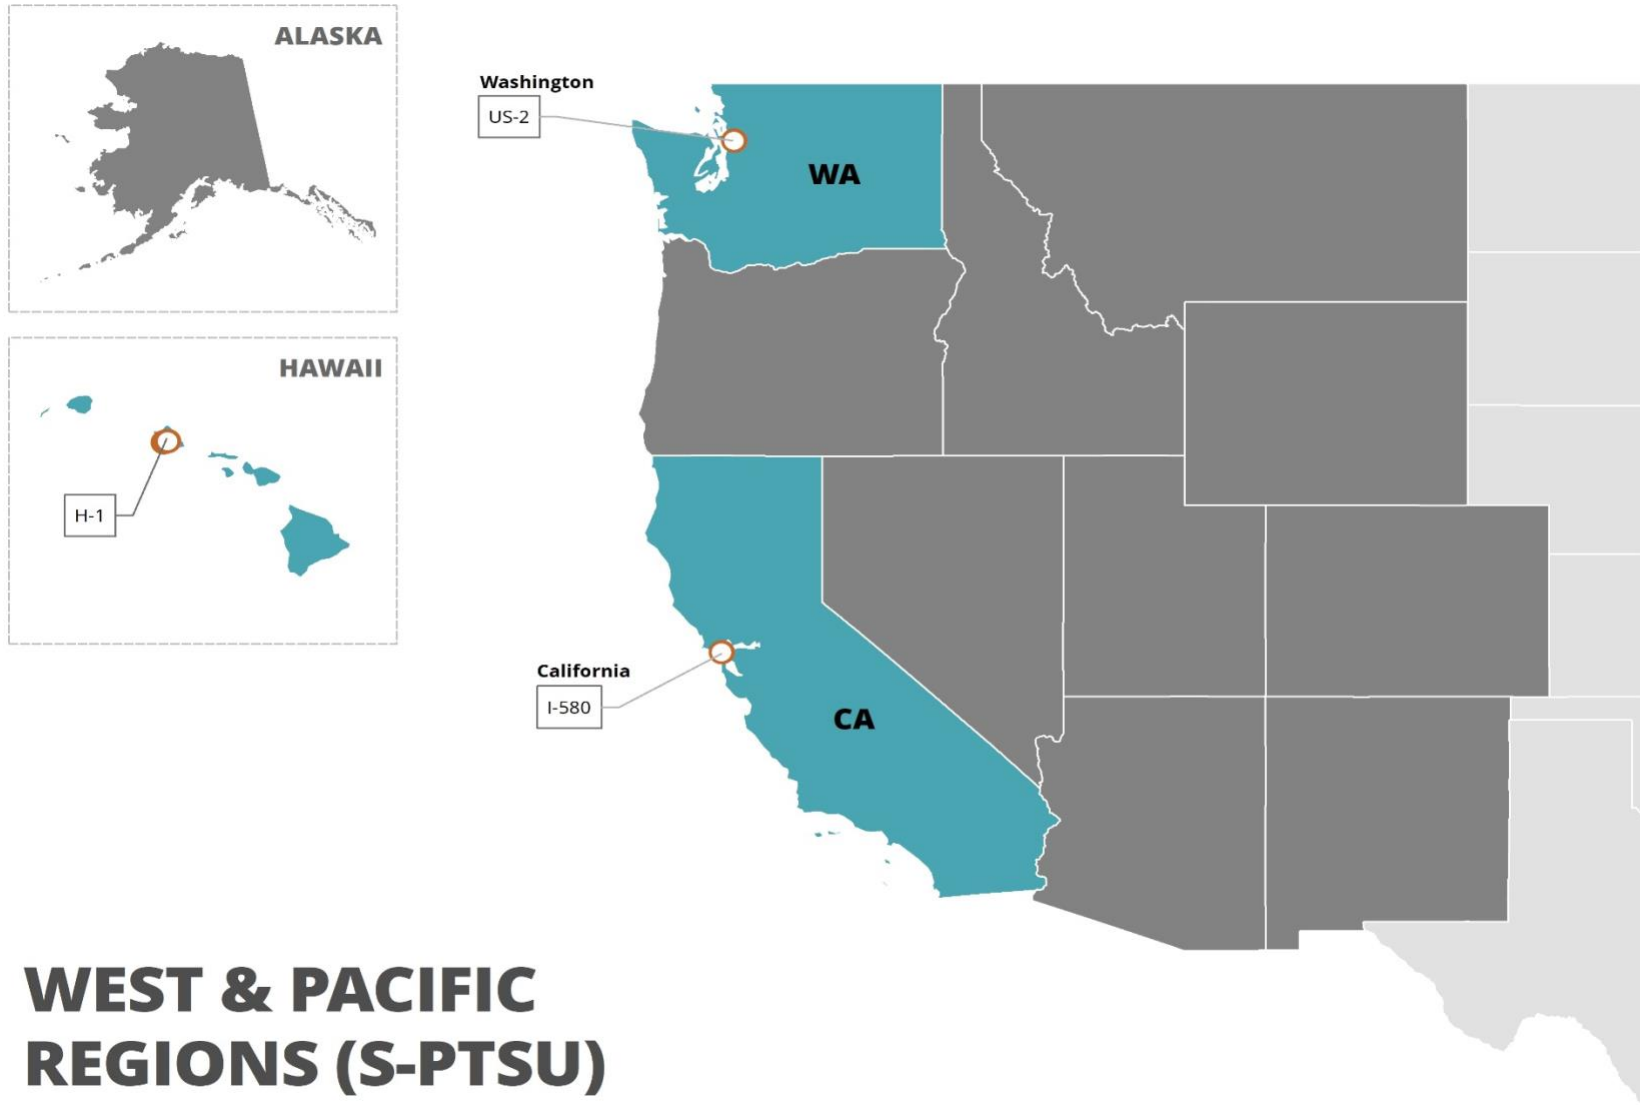 ALASKA
Washington
US-2
WA
HAWAII
H-1
California
I-580
CA
WEST & PACIFIC
REGIONS (S-PTSU)